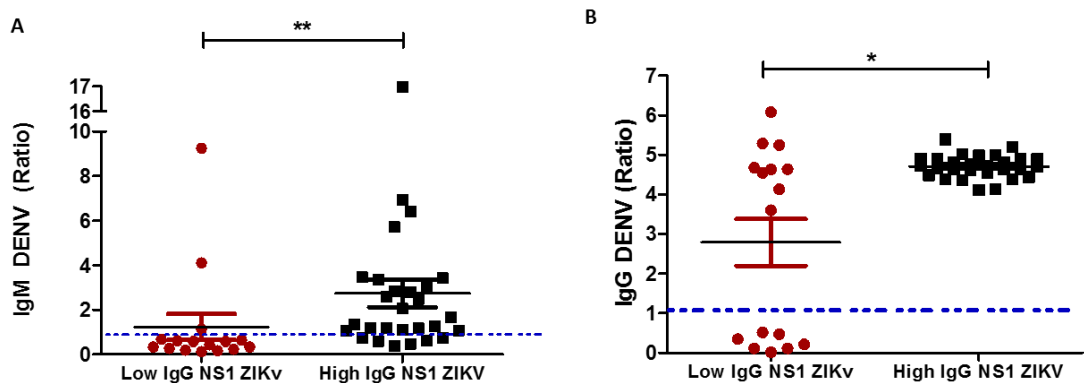 A
**
IgM DENV (Ratio)
17
16
10
8
6
4
2
0
Low IgG NS1 ZIKv
High IgG NS1 ZIKV
B
*
IgG DENV (Ratio)
7
6
5
4
3
2
1
0
Low IgG NS1 ZIKv
High IgG NS1 ZIKV